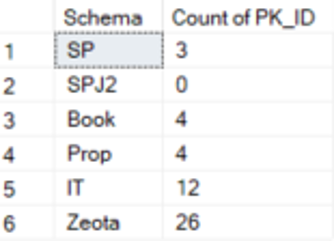 Schema Count of PK_ID
1 SP 3
2 SPJ2 0
3 Book 4
4 Prop 4
5 IT 12
6 Zeota 26